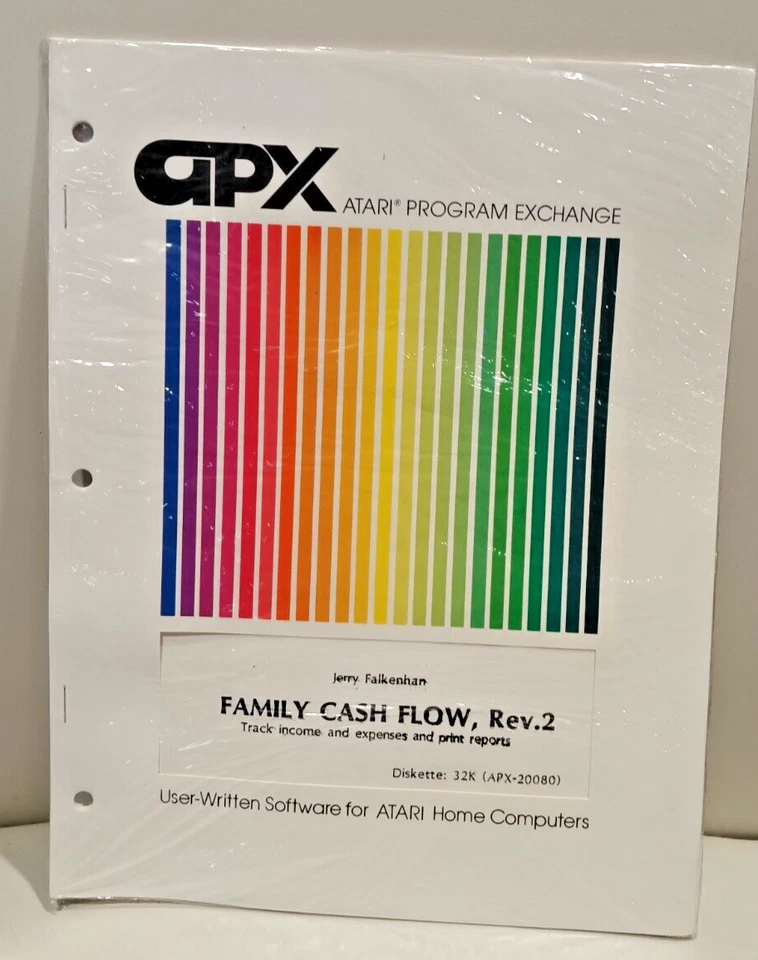 APX
ATARI® PROGRAM EXCHANGE
Jerry Falkenhan
FAMILY CASH FLOW, Rev.2
Track income and expenses and print reports
Diskette: 32K (APX-20080)
User-Written Software for ATARI Home Computers